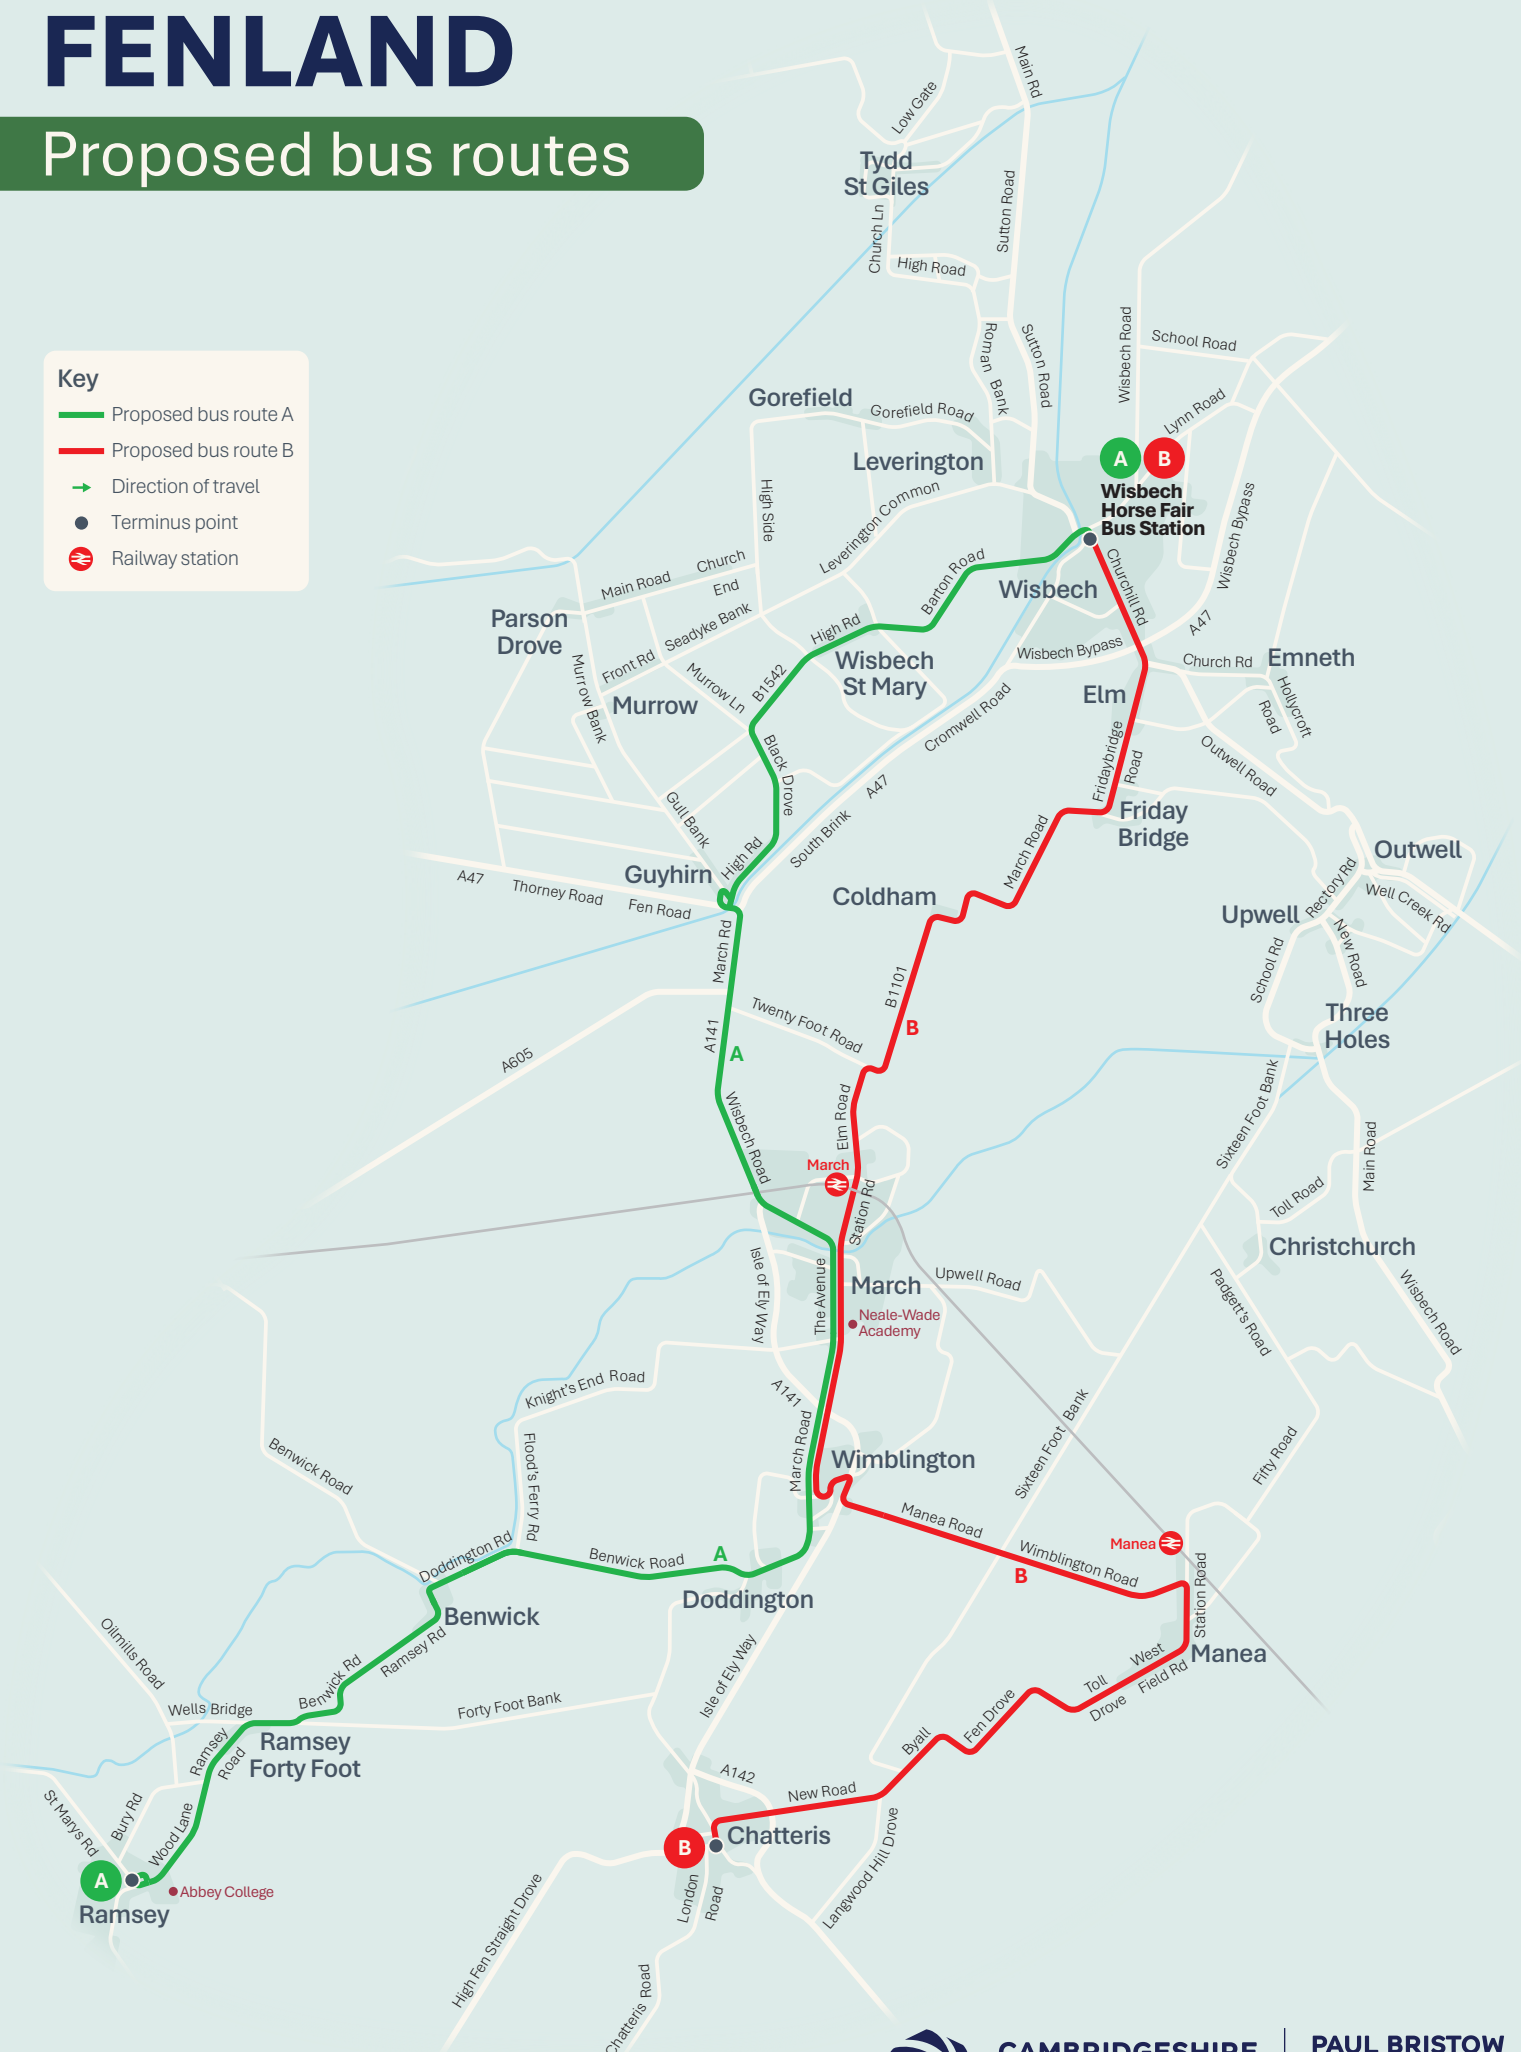 FENLAND
Proposed bus routes
Key
Proposed bus route A
Proposed bus route B
Direction of travel
Terminus point
Railway station
Main Rd
Low Gate
Tydd
St Giles
Church Ln
High Road
Sutton Road
Roman Bank
Sutton Road
Wisbech Road
School Road
Lynn Road
Gorefield
Gorefield Road
Leverington
A
B
Wisbech
Horse Fair
Bus Station
High Side
Leverington Common
Wisbech Bypass
Main Road
Church
End
Barton Road
Churchill Rd
Wisbech
Parson
Drove
Seadyke Bank
High Rd
A47
Front Rd
Murrow Bank
Murrow Ln
Wisbech
St Mary
Wisbech Bypass
Church Rd
Emneth
Murrow
B1542
Elm
Hollycroft
Road
Cromwell Road
Black Drove
Fridaybridge
Road
Outwell Road
A47
Gull Bank
South Brink
Friday
Bridge
High Rd
March Road
Outwell
Guyhirn
A47
Thorney Road
Fen Road
Coldham
Rectory Rd
Well Creek Rd
Upwell
March Rd
New Road
School Rd
B1101
Twenty Foot Road
Three
Holes
A141
A
B
A605
Sixteen Foot Bank
Wisbech Road
Elm Road
Main Road
March
Station Rd
Toll Road
Christchurch
Isle of Ely Way
The Avenue
March
Upwell Road
Padgett's Road
Wisbech Road
Neale-Wade
Academy
Knight's End Road
A141
Sixteen Foot Bank
March Road
Wimblington
Benwick Road
Flood's Ferry Rd
Fifty Road
Manea Road
Manea
Doddington Rd
Benwick Road
A
Wimblington Road
B
Station Road
Doddington
Benwick
Oilmills Road
Ramsey Rd
Isle of Ely Way
West
Manea
Benwick Rd
Toll
Field Rd
Drove
Wells Bridge
Forty Foot Bank
Fen Drove
Byall
Ramsey
Road
Ramsey
Forty Foot
A142
New Road
St Marys Rd
Bury Rd
Wood Lane
B
Chatteris
Langwood Hill Drove
A
Abbey College
Ramsey
London
Road
High Fen Straight Drove
Chatteris Road
CAMBRIDGESHIRE
PAUL BRISTOW